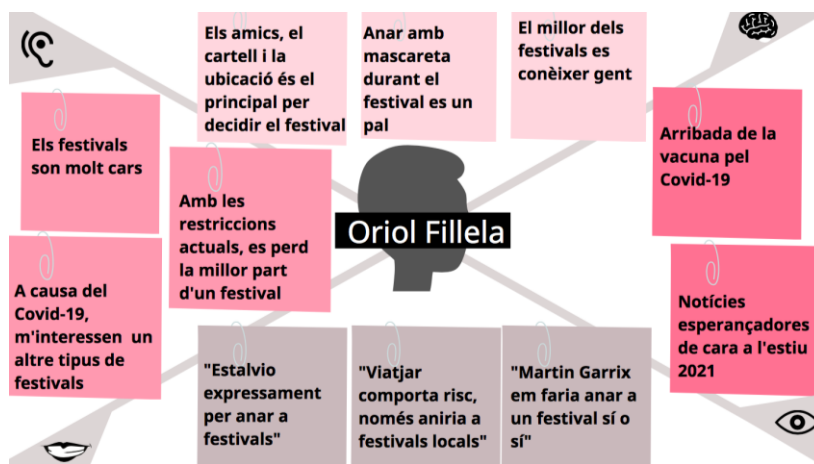 Els amics, el
cartell i la
ubicació és el
principal per
decidir el festival
Anar amb
mascareta
durant el
festival es un
pal
El millor dels
festivals es
conèixer gent
Els festivals
son molt cars
Amb les
restriccions
actuals, es perd
la millor part
d'un festival
Arribada de la
vacuna pel
Covid-19
Oriol Fillela
A causa del
Covid-19,
m'interessen un
altre tipus de
festivals
Notícies
esperançadores
de cara a l'estiu
2021
"Estalvio
expressament
per anar a
festivals"
"Viatjar
comporta risc,
només aniria a
festivals locals"
"Martin Garrix
em faria anar a
un festival sí o
sí"